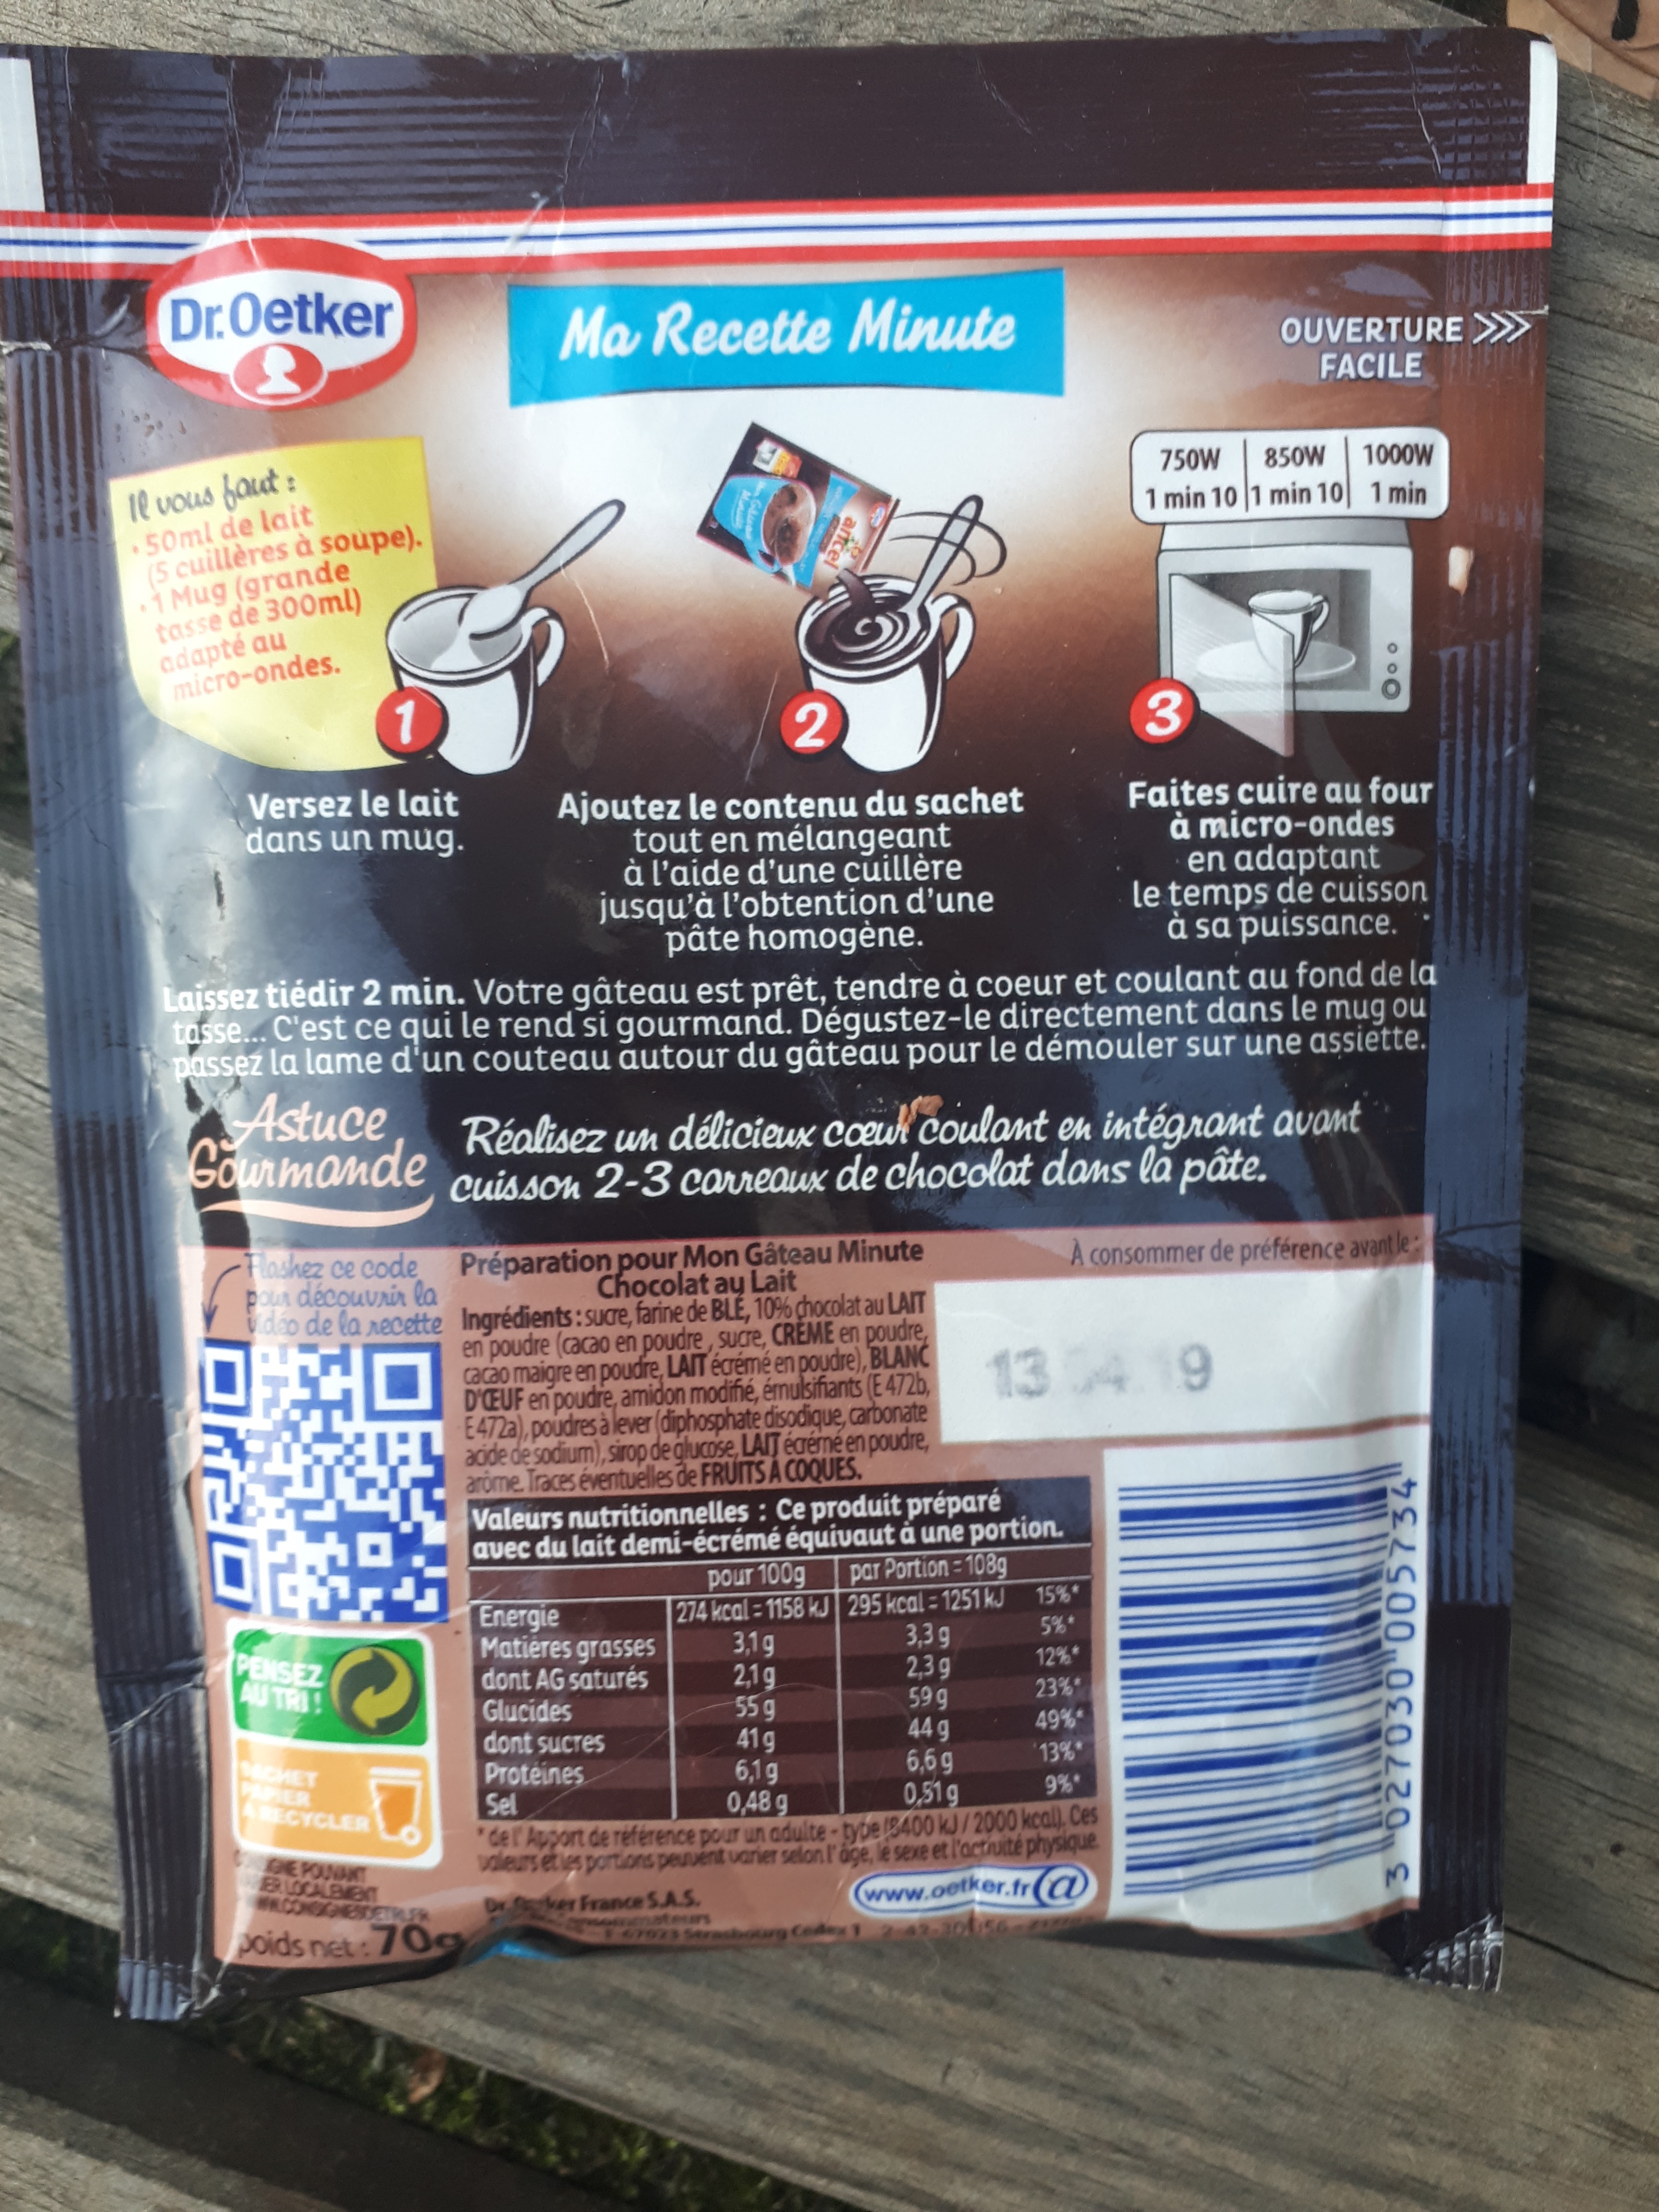 Dr.Oetker
Ma Recette Minute
OUVERTURE >>>
FACILE
Il vous faut :
• 50ml de lait
(5 cuillères à soupe).
• 1 Mug (grande
tasse de 300ml)
adapté au
micro-ondes.
ancel
750W 850W 1000W
1 min 10 1 min 10 1 min
1
2
3
Versez le lait
dans un mug.
Ajoutez le contenu du sachet
tout en mélangeant
à l'aide d'une cuillère
jusqu'à l'obtention d'une
pâte homogène.
Faites cuire au four
à micro-ondes
en adaptant
le temps de cuisson
à sa puissance.
Laissez tiédir 2 min. Votre gâteau est prêt, tendre à coeur et coulant au fond de la
tasse... C'est ce qui le rend si gourmand. Dégustez-le directement dans le mug ou
passez la lame d'un couteau autour du gâteau pour le démouler sur une assiette.
Astuce
Gourmande
Réalisez un délicieux cœur coulant en intégrant avant
cuisson 2-3 carreaux de chocolat dans la pâte.
Flashez ce code
pour découvrir la
vidéo de la recette
Préparation pour Mon Gâteau Minute
Chocolat au Lait
Ingrédients : sucre, farine de BLÉ, 10% chocolat au LAIT
en poudre (cacao en poudre, sucre, CRÈME en poudre,
cacao maigre en poudre, LAIT écrémé en poudre), BLANC
D'ŒUF en poudre, amidon modifié, émulsifiants (E 472b,
E 472a), poudres à lever (diphosphate disodique, carbonate
acide de sodium), sirop de glucose, LAIT écrémé en poudre,
arôme. Traces éventuelles de FRUITS À COQUES.
À consommer de préférence avant le :
13 04 19
Valeurs nutritionnelles : Ce produit préparé
avec du lait demi-écrémé équivaut à une portion.
pour 100g par Portion = 108g
Energie 274 kcal = 1158 kJ 295 kcal = 1251 kJ 15%*
Matières grasses 3,1 g 3,3 g 5%*
dont AG saturés 2,1 g 2,3 g 12%*
Glucides 55 g 59 g 23%*
dont sucres 41 g 44 g 49%*
Protéines 6,1 g 6,6 g 13%*
Sel 0,48 g 0,51 g 9%*
* de l'Apport de référence pour un adulte - type (8400 kJ / 2000 kcal). Ces
valeurs et les portions peuvent varier selon l'âge, le sexe et l'activité physique.
PENSEZ
AU TRI !
SACHET
PAPIER
À RECYCLER
POUVANT
LOCALEMENT
poids net : 70g
France S.A.S.
67023 Strasbourg Cedex 1
www.oetker.fr @
3 027030 005734